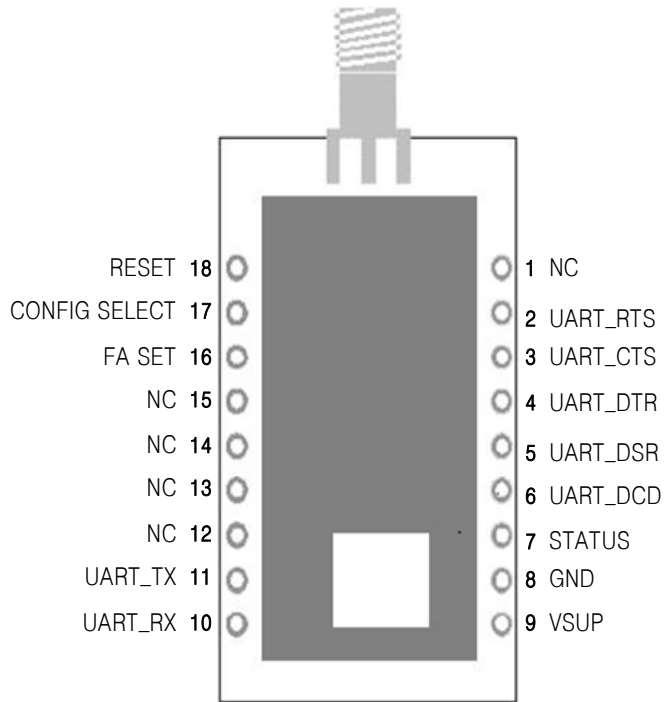 RESET 18
CONFIG SELECT 17
FA SET 16
NC 15
NC 14
NC 13
NC 12
UART_TX 11
UART_RX 10
1 NC
2 UART_RTS
3 UART_CTS
4 UART_DTR
5 UART_DSR
6 UART_DCD
7 STATUS
8 GND
9 VSUP